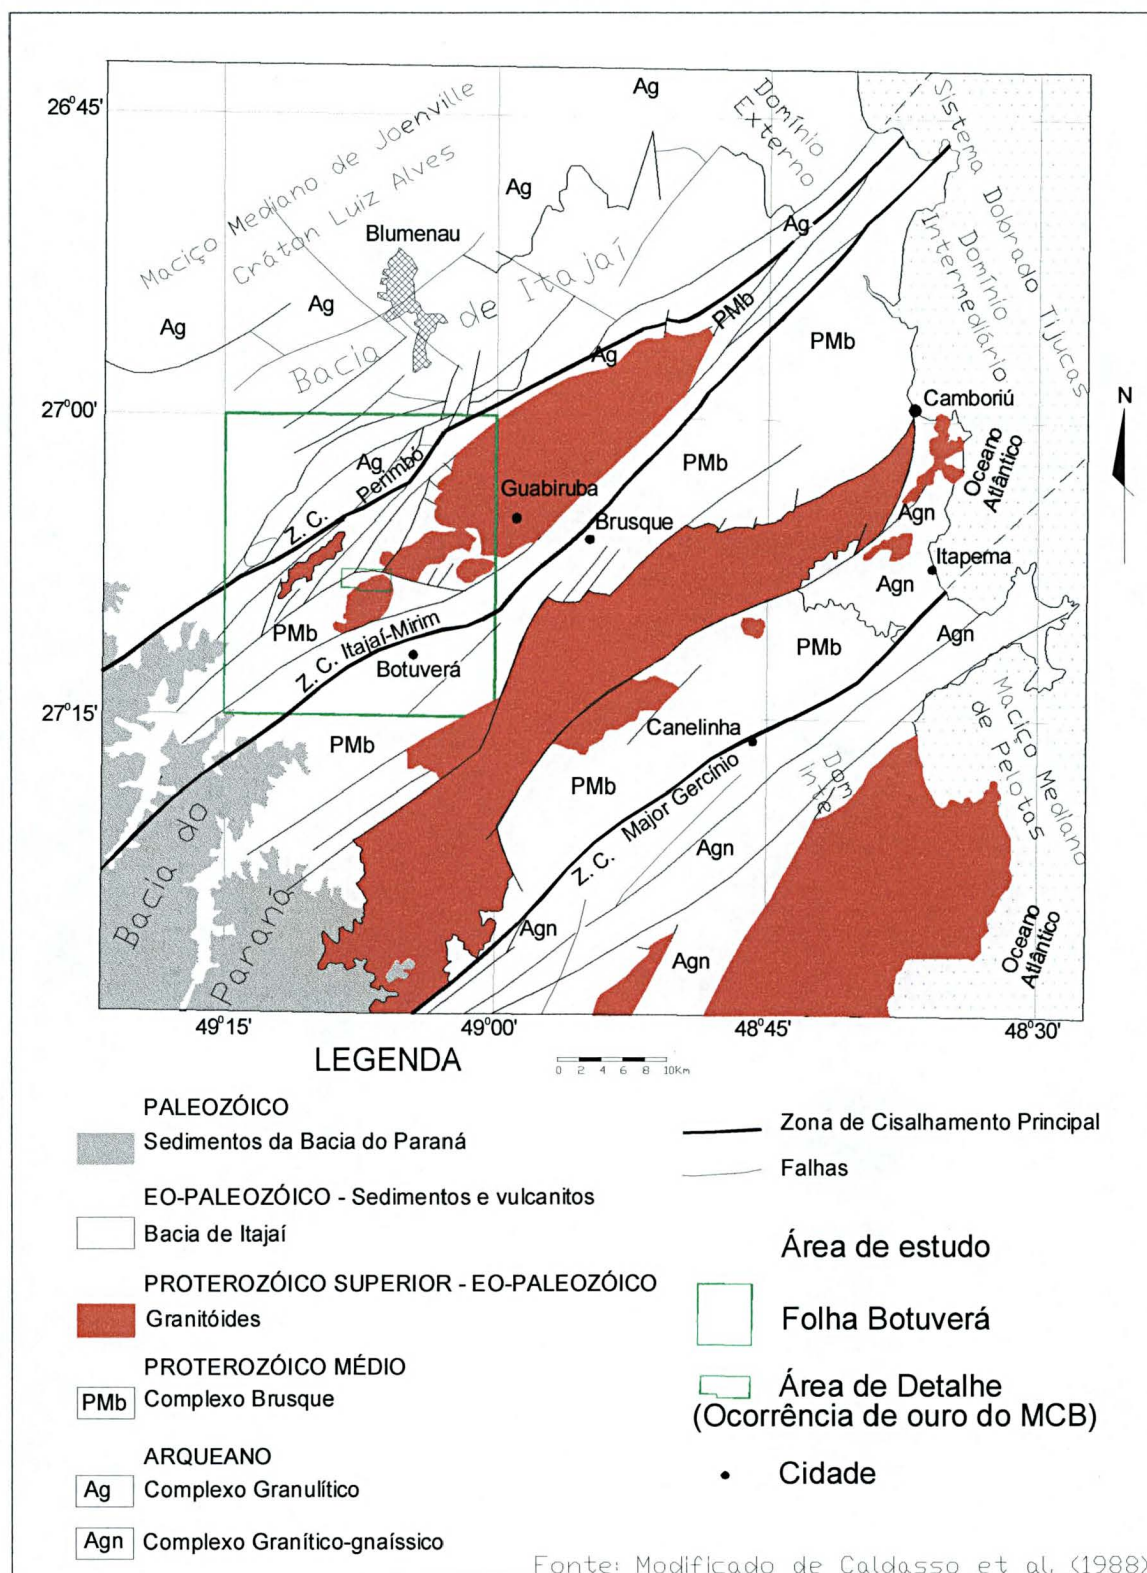 Ag
26°45'
Domínio
Externo
Sistema Dobrado Tijucas
Maciço Mediano de Joenville
Cráton Luiz Alves
Ag
Blumenau
Ag
Domínio
Intermediário
Ag
Ag
Bacia de Itajaí
PMb
PMb
Ag
27°00'
Camboriú
Ag
PMb
Oceano
Atlântico
Z. C. Perimbó
Guabiruba
Brusque
Agn
Itapema
Agn
PMb
Z. C. Itajaí-Mirim
PMb
Agn
Botuverá
27°15'
Canelinha
Maciço Mediano
de Pelotas
PMb
PMb
Dom
inte
Z. C. Major Gercínio
Agn
Bacia do
Paraná
Agn
Agn
Oceano
Atlântico
49°15'
49°00'
48°45'
48°30'
N
LEGENDA
0 2 4 6 8 10Km
PALEOZÓICO
Sedimentos da Bacia do Paraná
EO-PALEOZÓICO - Sedimentos e vulcanitos
Bacia de Itajaí
PROTEROZÓICO SUPERIOR - EO-PALEOZÓICO
Granitóides
PROTEROZÓICO MÉDIO
PMb Complexo Brusque
ARQUEANO
Ag Complexo Granulítico
Agn Complexo Granítico-gnaíssico
Zona de Cisalhamento Principal
Falhas
Área de estudo
Folha Botuverá
Área de Detalhe
(Ocorrência de ouro do MCB)
Cidade
Fonte: Modificado de Caldasso et al. (1988)